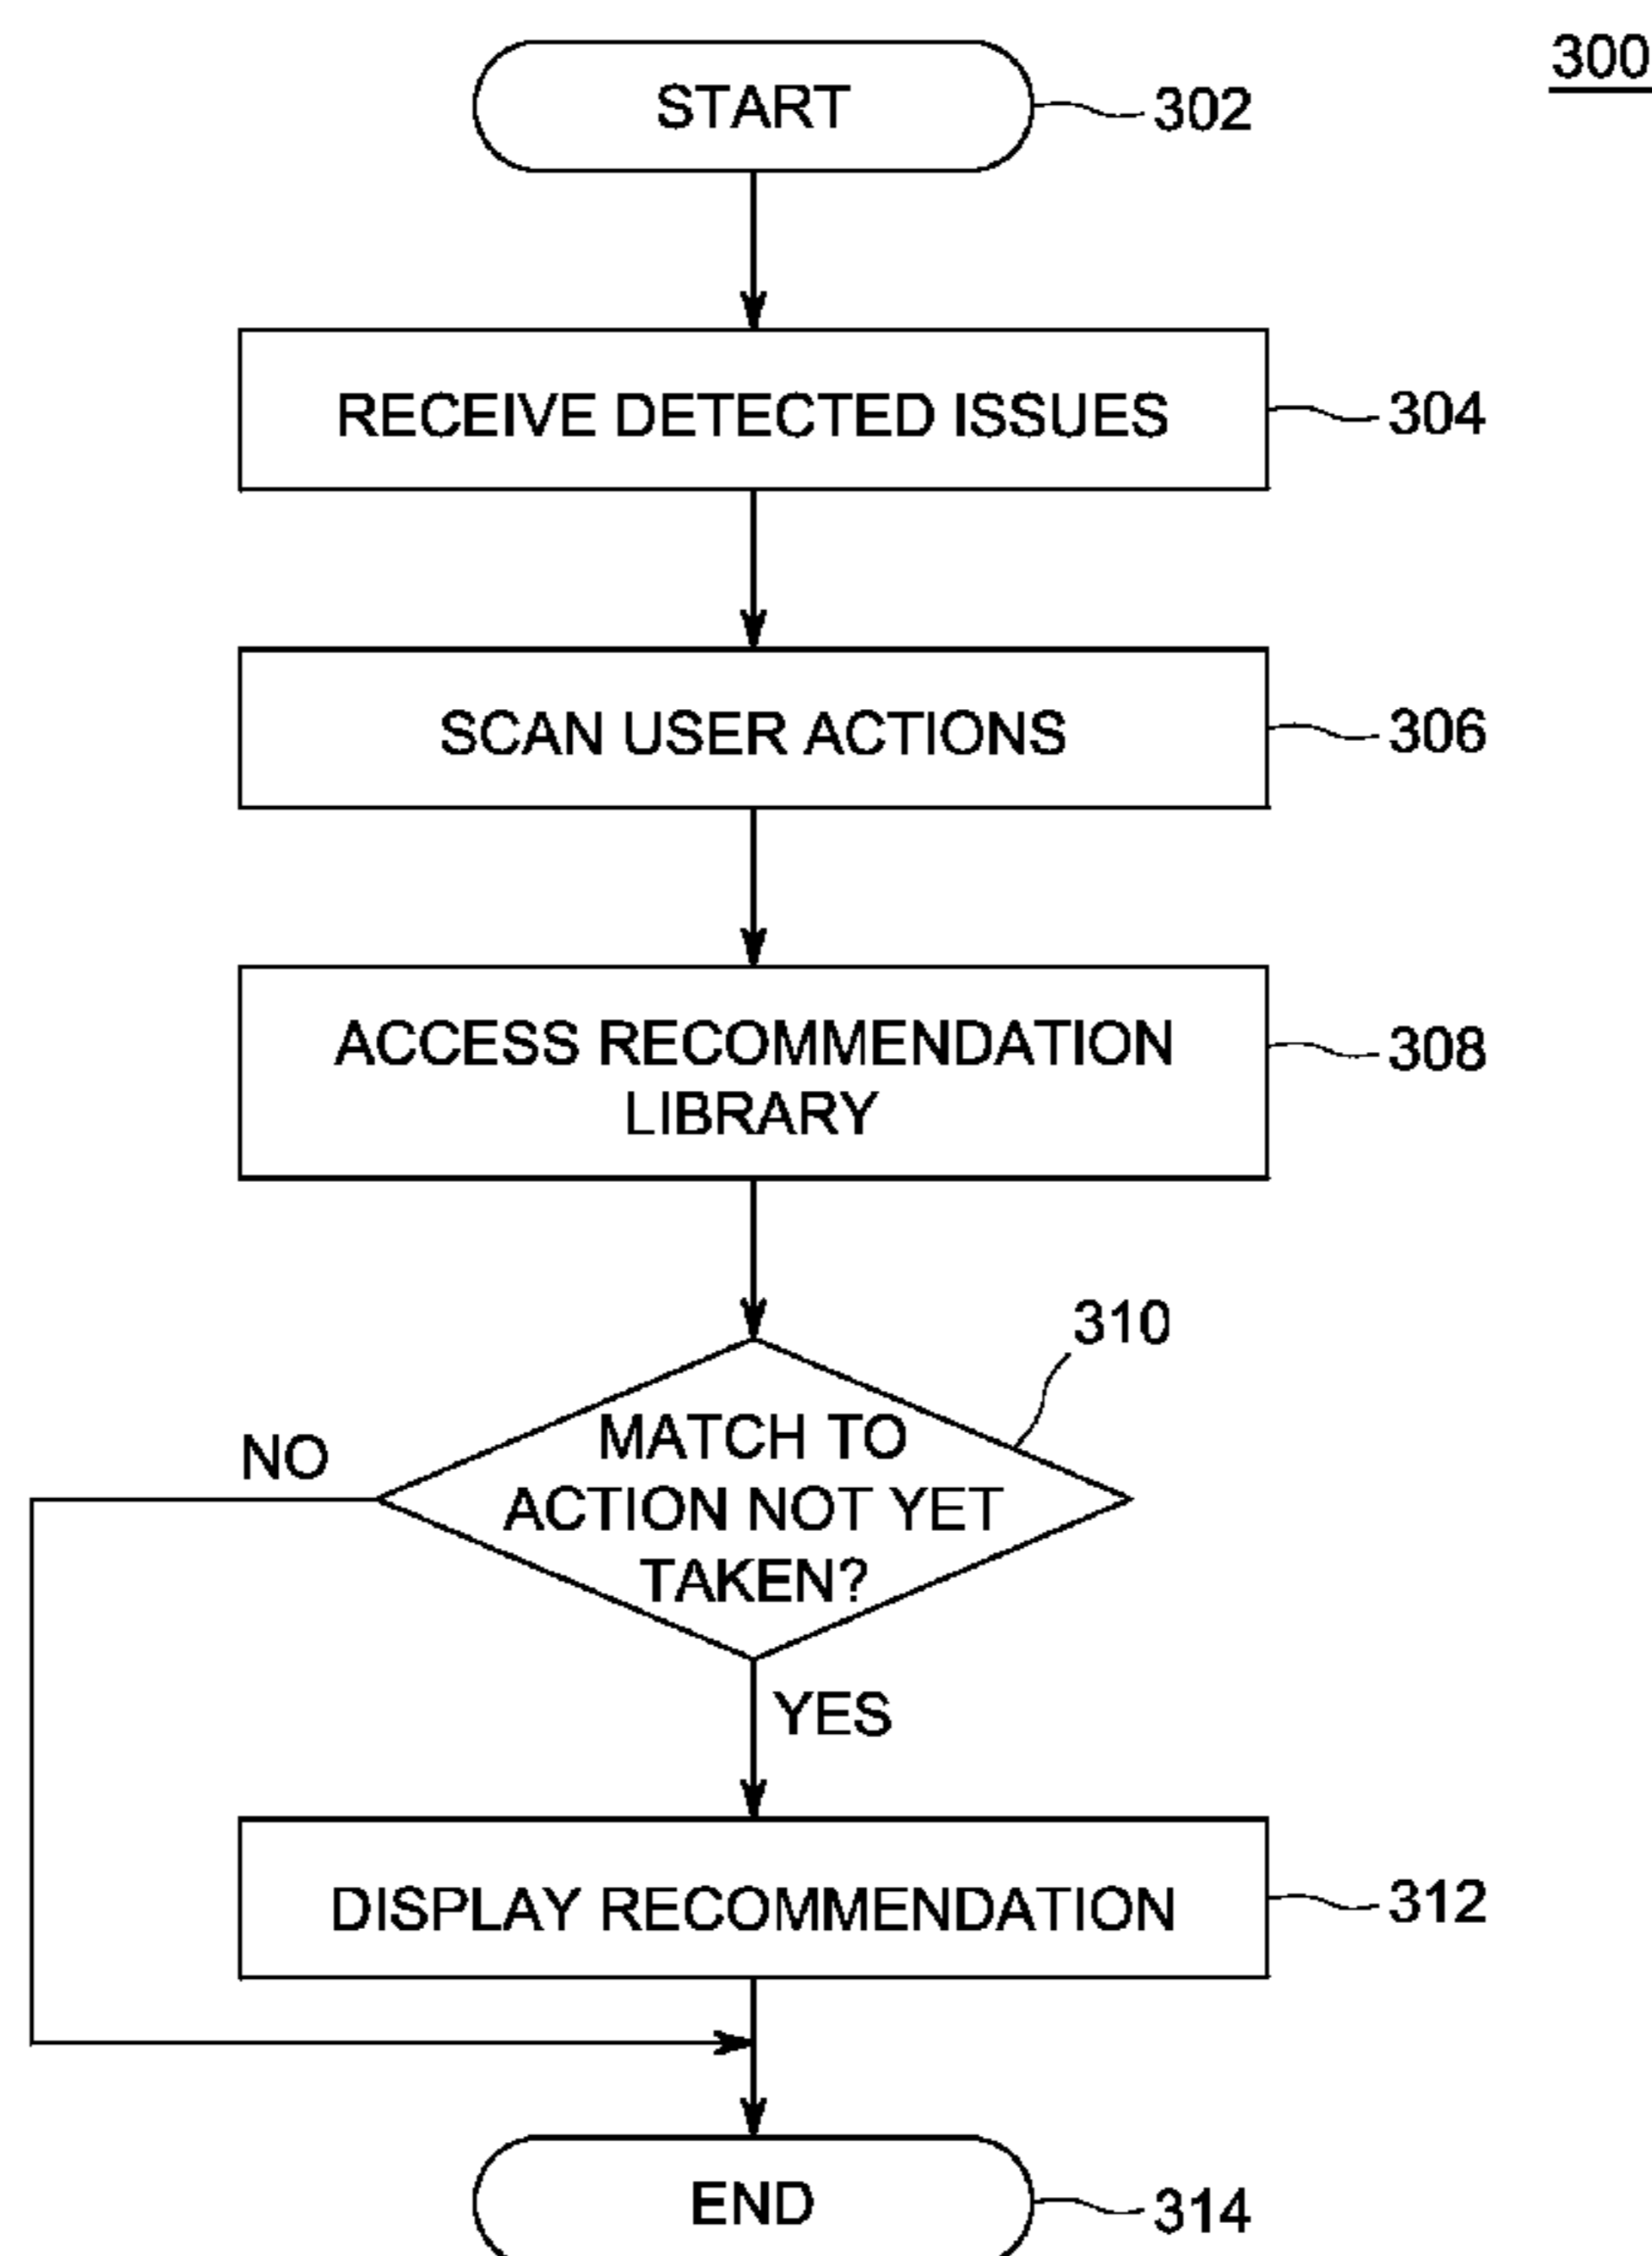 300
START
302
RECEIVE DETECTED ISSUES
304
SCAN USER ACTIONS
306
ACCESS RECOMMENDATION
LIBRARY
308
310
MATCH TO
ACTION NOT YET
TAKEN?
NO
YES
DISPLAY RECOMMENDATION
312
END
314